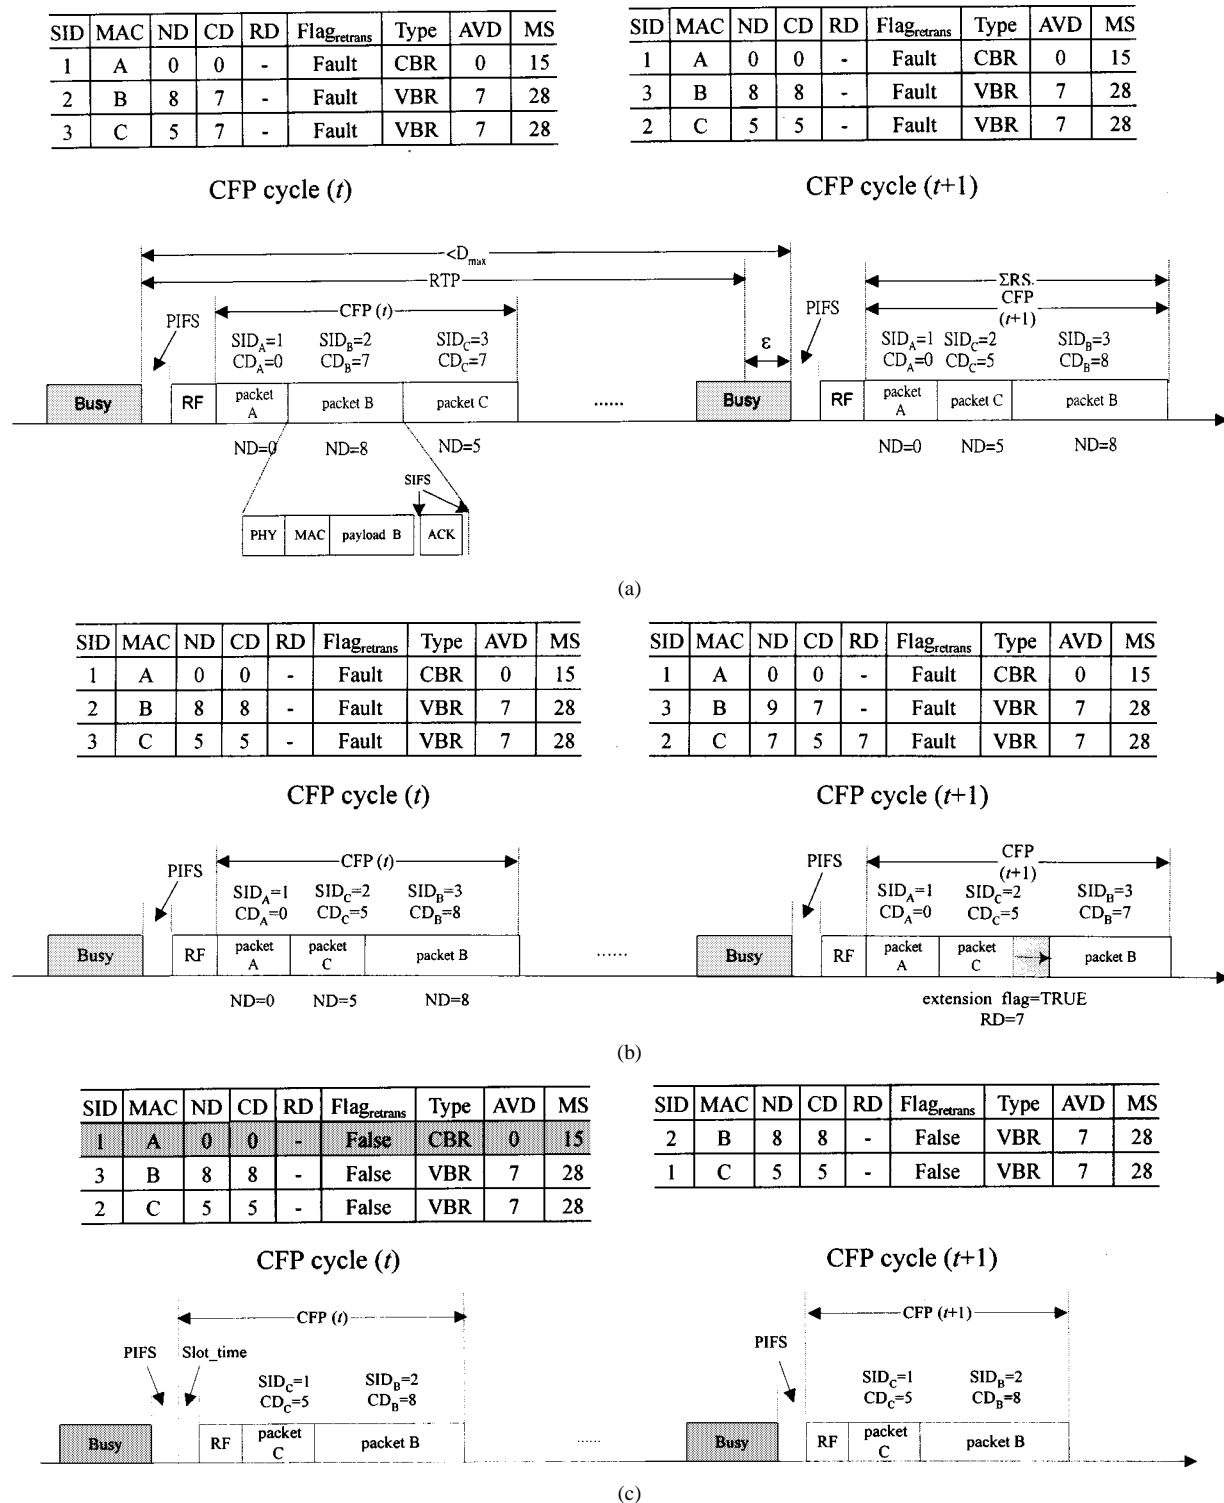 SID MAC ND CD RD Flagretrans Type AVD MS
1 A 0 0 - Fault CBR 0 15
2 B 8 7 - Fault VBR 7 28
3 C 5 7 - Fault VBR 7 28
CFP cycle (t)
SID MAC ND CD RD Flagretrans Type AVD MS
1 A 0 0 - Fault CBR 0 15
3 B 8 8 - Fault VBR 7 28
2 C 5 5 - Fault VBR 7 28
CFP cycle (t+1)
<Dmax
RTP
ΣRS.
PIFS
CFP (t)
CFP
(t+1)
PIFS
SIDA=1 SIDB=2 SIDC=3
CDA=0 CDB=7 CDC=7
ε
SIDA=1 SIDC=2 SIDB=3
CDA=0 CDC=5 CDB=8
Busy
RF
packet
A
packet B
packet C
......
Busy
RF
packet
A
packet C
packet B
ND=0 ND=8 ND=5
ND=0 ND=5 ND=8
SIFS
PHY MAC payload B ACK
(a)
SID MAC ND CD RD Flagretrans Type AVD MS
1 A 0 0 - Fault CBR 0 15
2 B 8 8 - Fault VBR 7 28
3 C 5 5 - Fault VBR 7 28
CFP cycle (t)
SID MAC ND CD RD Flagretrans Type AVD MS
1 A 0 0 - Fault CBR 0 15
3 B 9 7 - Fault VBR 7 28
2 C 7 5 7 Fault VBR 7 28
CFP cycle (t+1)
PIFS
CFP (t)
PIFS
CFP
(t+1)
SIDA=1 SIDC=2 SIDB=3
CDA=0 CDC=5 CDB=8
SIDA=1 SIDC=2 SIDB=3
CDA=0 CDC=5 CDB=7
Busy
RF
packet
A
packet
C
packet B
......
Busy
RF
packet
A
packet
C
packet B
ND=0 ND=5 ND=8
extension flag=TRUE
RD=7
(b)
SID MAC ND CD RD Flagretrans Type AVD MS
1 A 0 0 - False CBR 0 15
3 B 8 8 - False VBR 7 28
2 C 5 5 - False VBR 7 28
CFP cycle (t)
SID MAC ND CD RD Flagretrans Type AVD MS
2 B 8 8 - False VBR 7 28
1 C 5 5 - False VBR 7 28
CFP cycle (t+1)
CFP (t)
CFP (t+1)
PIFS Slot_time
PIFS
SIDC=1 SIDB=2
CDC=5 CDB=8
SIDC=1 SIDB=2
CDC=5 CDB=8
Busy
RF
packet
C
packet B
......
Busy
RF
packet
C
packet B
(c)